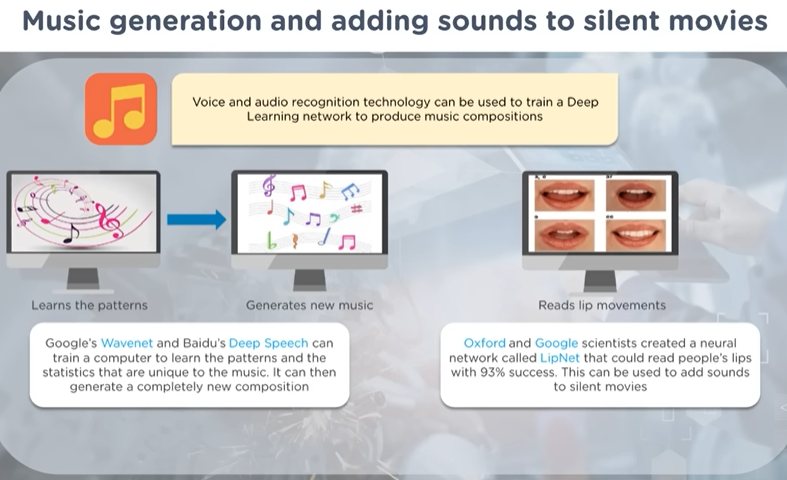 Music generation and adding sounds to silent movies
Voice and audio recognition technology can be used to train a Deep
Learning network to produce music compositions
Learns the patterns
Generates new music
Reads lip movements
Google's Wavenet and Baidu's Deep Speech can
train a computer to learn the patterns and the
statistics that are unique to the music. It can then
generate a completely new composition
Oxford and Google scientists created a neural
network called LipNet that could read people's lips
with 93% success. This can be used to add sounds
to silent movies